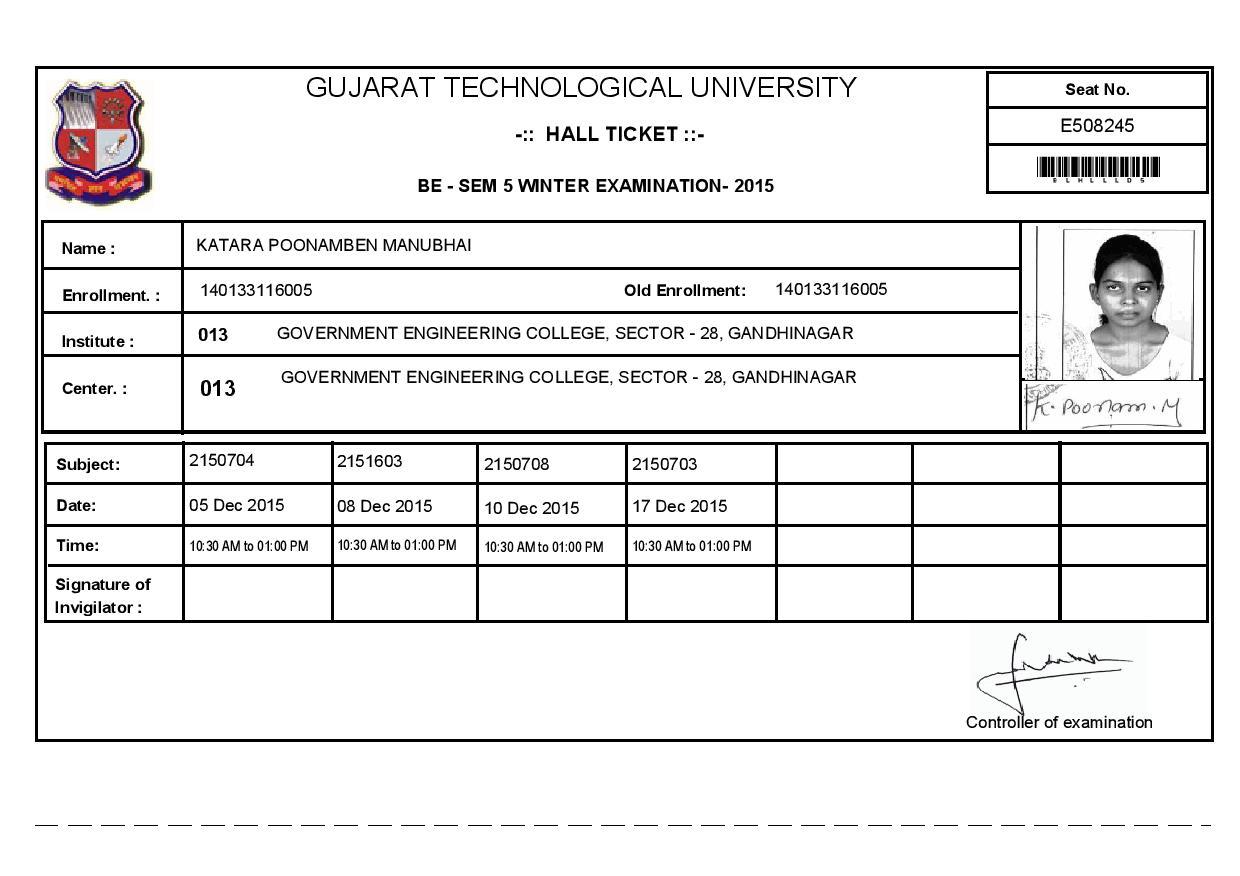 GUJARAT TECHNOLOGICAL UNIVERSITY
-:: HALL TICKET ::-
BE - SEM 5 WINTER EXAMINATION- 2015
Seat No.
E508245
Name : KATARA POONAMBEN MANUBHAI
Enrollment. : 140133116005 Old Enrollment: 140133116005
Institute : 013 GOVERNMENT ENGINEERING COLLEGE, SECTOR - 28, GANDHINAGAR
Center. : 013 GOVERNMENT ENGINEERING COLLEGE, SECTOR - 28, GANDHINAGAR
K. Poonam. M
Subject: 2150704 2151603 2150708 2150703
Date: 05 Dec 2015 08 Dec 2015 10 Dec 2015 17 Dec 2015
Time: 10:30 AM to 01:00 PM 10:30 AM to 01:00 PM 10:30 AM to 01:00 PM 10:30 AM to 01:00 PM
Signature of
Invigilator :
Controller of examination